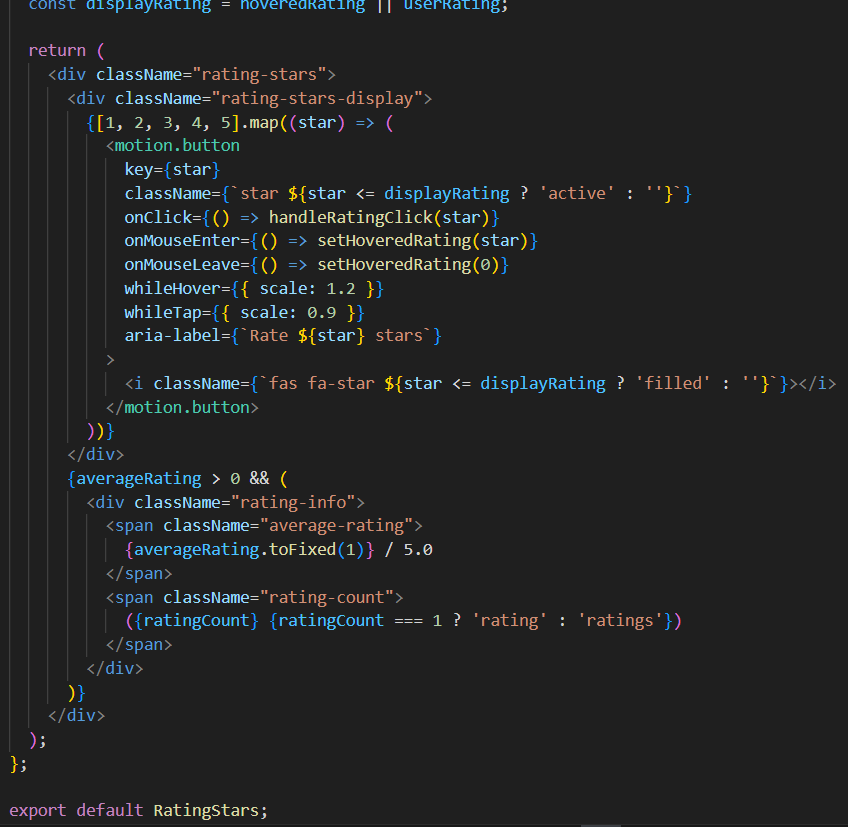 const displayRating = hoveredRating || userRating;
return (
<div className="rating-stars">
<div className="rating-stars-display">
{[1, 2, 3, 4, 5].map((star) => (
<motion.button
key={star}
className={`star ${star <= displayRating ? 'active' : ''}`}
onClick={() => handleRatingClick(star)}
onMouseEnter={() => setHoveredRating(star)}
onMouseLeave={() => setHoveredRating(0)}
whileHover={{ scale: 1.2 }}
whileTap={{ scale: 0.9 }}
aria-label={`Rate ${star} stars`}
>
<i className={`fas fa-star ${star <= displayRating ? 'filled' : ''}`}></i>
</motion.button>
))}
</div>
{averageRating > 0 && (
<div className="rating-info">
<span className="average-rating">
{averageRating.toFixed(1)} / 5.0
</span>
<span className="rating-count">
({ratingCount} {ratingCount === 1 ? 'rating' : 'ratings'})
</span>
</div>
)}
</div>
);
};
export default RatingStars;